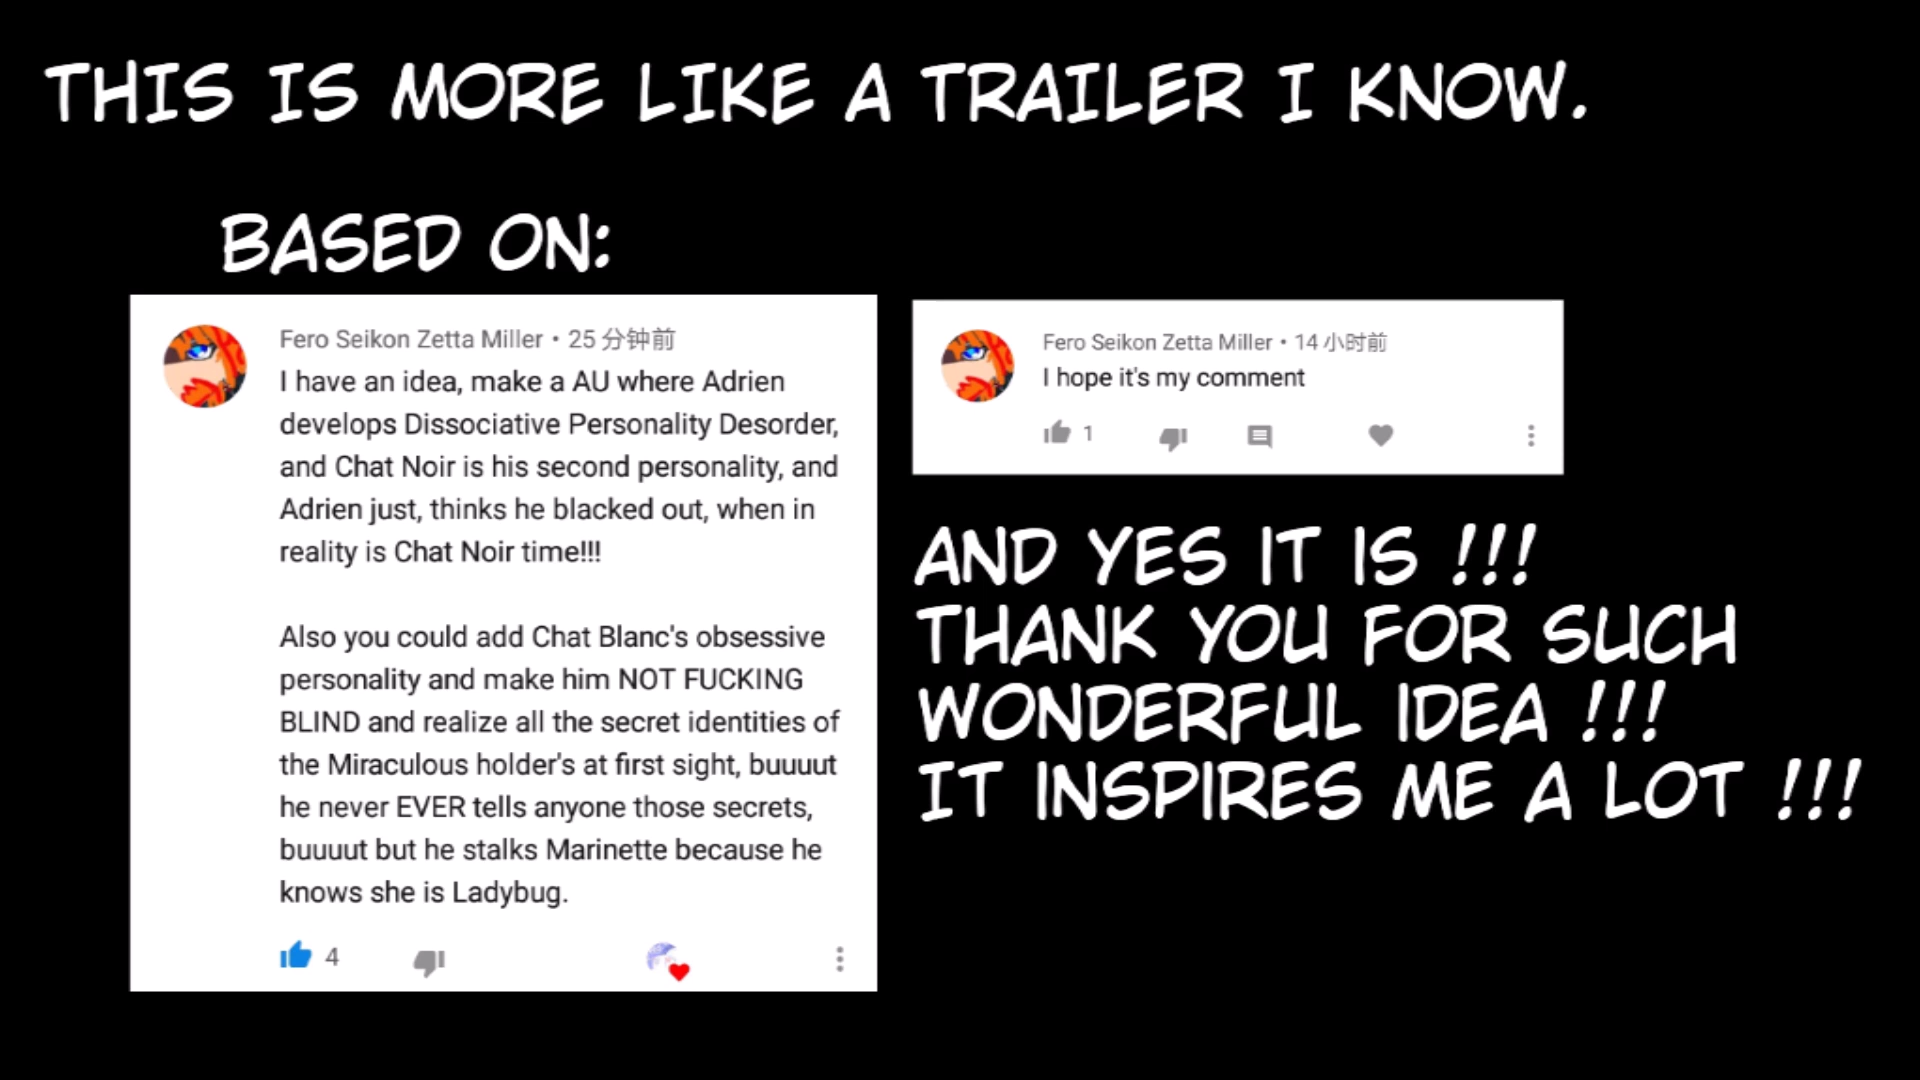 THIS IS MORE LIKE A TRAILER I KNOW.
BASED ON:
Fero Seikon Zetta Miller • 25 分钟前
I have an idea, make a AU where Adrien
develops Dissociative Personality Desorder,
and Chat Noir is his second personality, and
Adrien just, thinks he blacked out, when in
reality is Chat Noir time!!!
Also you could add Chat Blanc's obsessive
personality and make him NOT FUCKING
BLIND and realize all the secret identities of
the Miraculous holder's at first sight, buuuut
he never EVER tells anyone those secrets,
buuuut but he stalks Marinette because he
knows she is Ladybug.
4
Fero Seikon Zetta Miller • 14 小时前
I hope it's my comment
1
AND YES IT IS !!!
THANK YOU FOR SUCH
WONDERFUL IDEA !!!
IT INSPIRES ME A LOT !!!